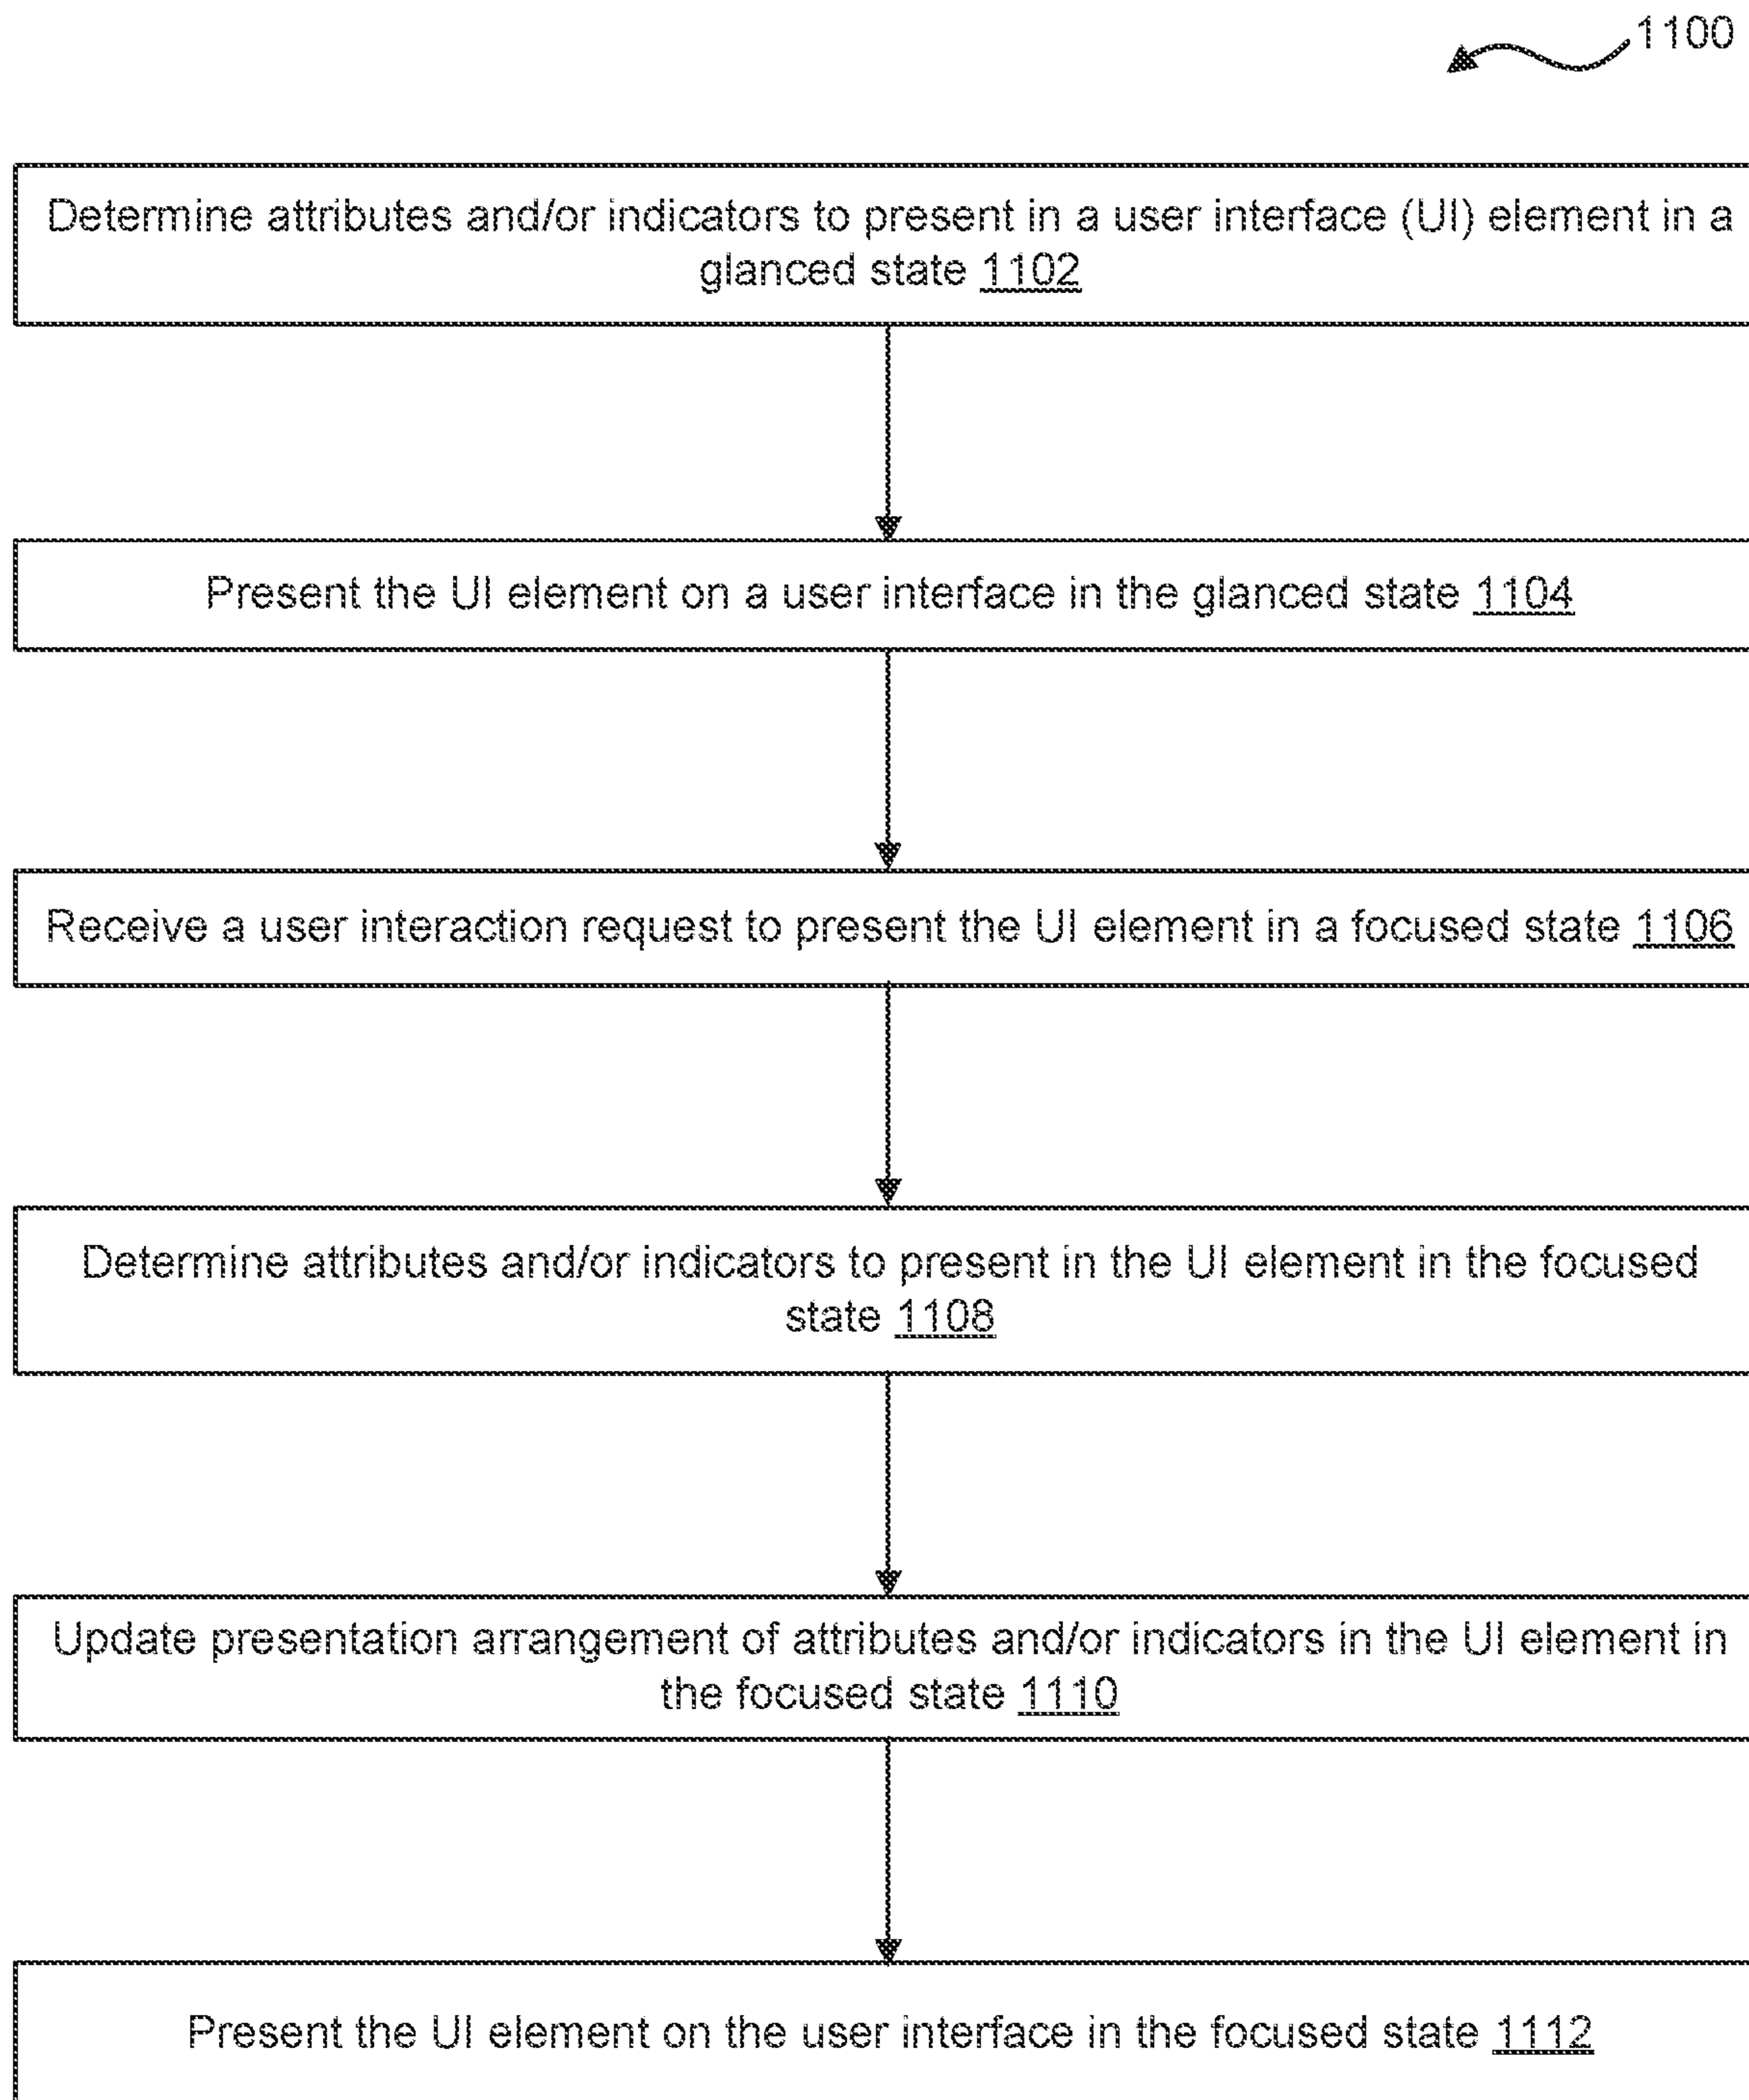 1100
Determine attributes and/or indicators to present in a user interface (UI) element in a
glanced state 1102
Present the UI element on a user interface in the glanced state 1104
Receive a user interaction request to present the UI element in a focused state 1106
Determine attributes and/or indicators to present in the UI element in the focused
state 1108
Update presentation arrangement of attributes and/or indicators in the UI element in
the focused state 1110
Present the UI element on the user interface in the focused state 1112